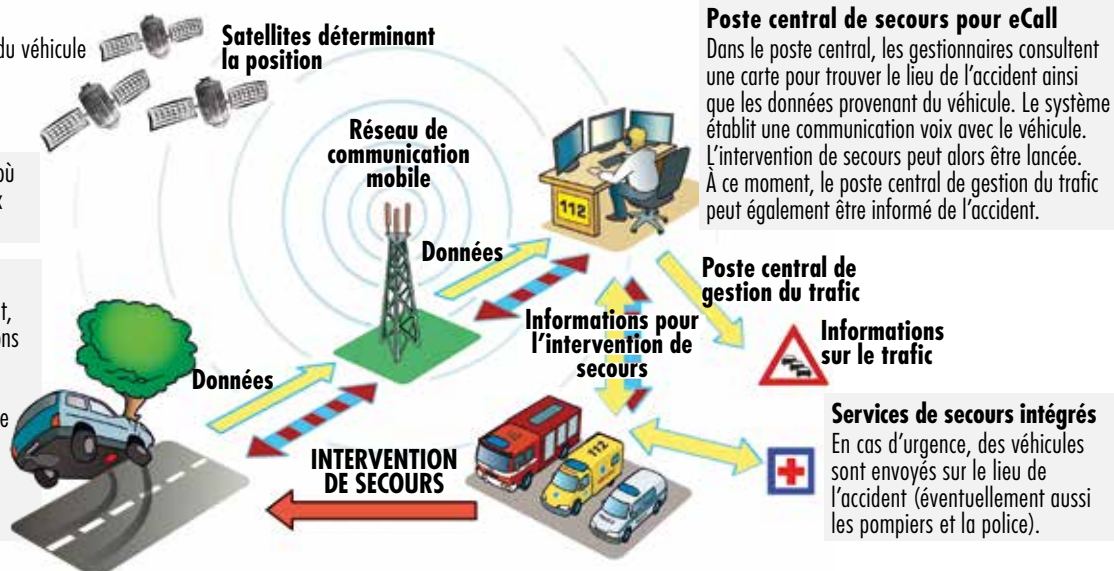 du véhicule
Satellites déterminant
la position
où
x
t,
ons
e
Réseau de
communication
mobile
Données
Données
112
Poste central de secours pour eCall
Dans le poste central, les gestionnaires consultent
une carte pour trouver le lieu de l’accident ainsi
que les données provenant du véhicule. Le système
établit une communication voix avec le véhicule.
L’intervention de secours peut alors être lancée.
À ce moment, le poste central de gestion du trafic
peut également être informé de l’accident.
Poste central de
gestion du trafic
Informations
sur le trafic
Informations pour
l’intervention de
secours
112
INTERVENTION
DE SECOURS
Services de secours intégrés
En cas d'urgence, des véhicules
sont envoyés sur le lieu de
l’accident (éventuellement aussi
les pompiers et la police).